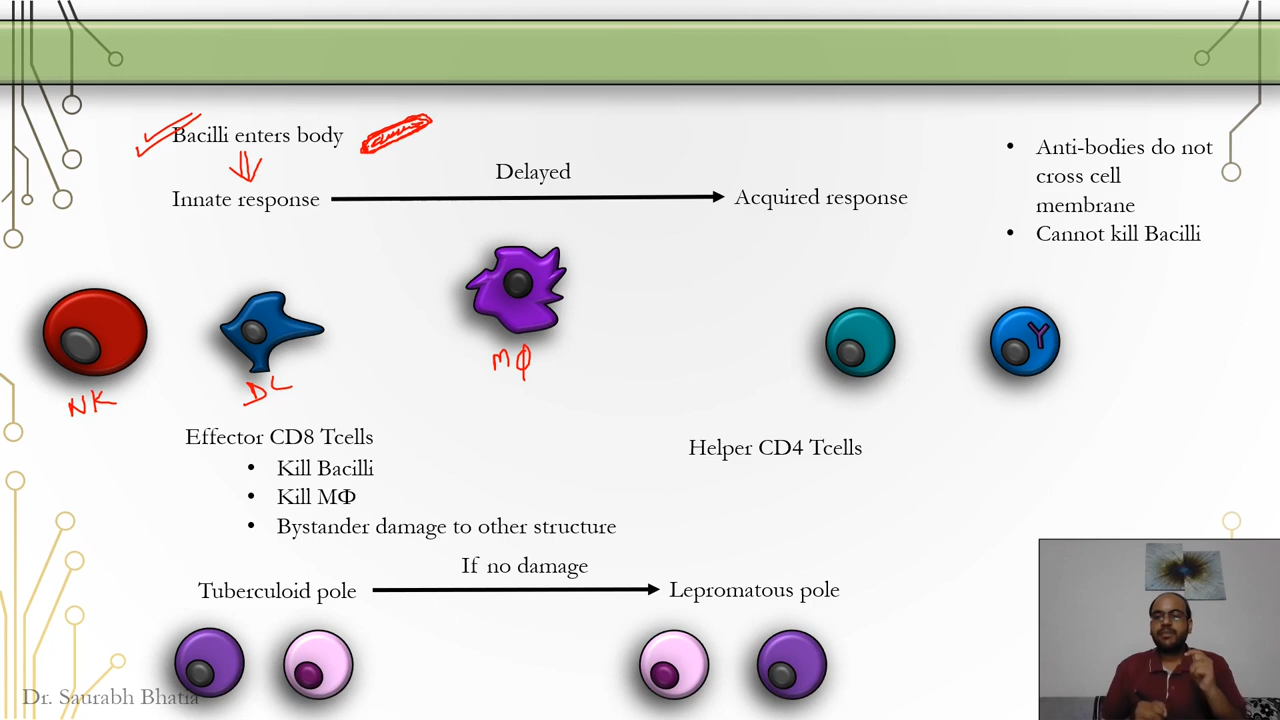 Bacilli enters body
Delayed
Innate response
Acquired response
Anti-bodies do not
cross cell
membrane
Cannot kill Bacilli
NK
DC
MΦ
Effector CD8 Tcells
Kill Bacilli
Kill MΦ
Bystander damage to other structure
Helper CD4 Tcells
If no damage
Tuberculoid pole
Lepromatous pole
Dr. Saurabh Bhatia